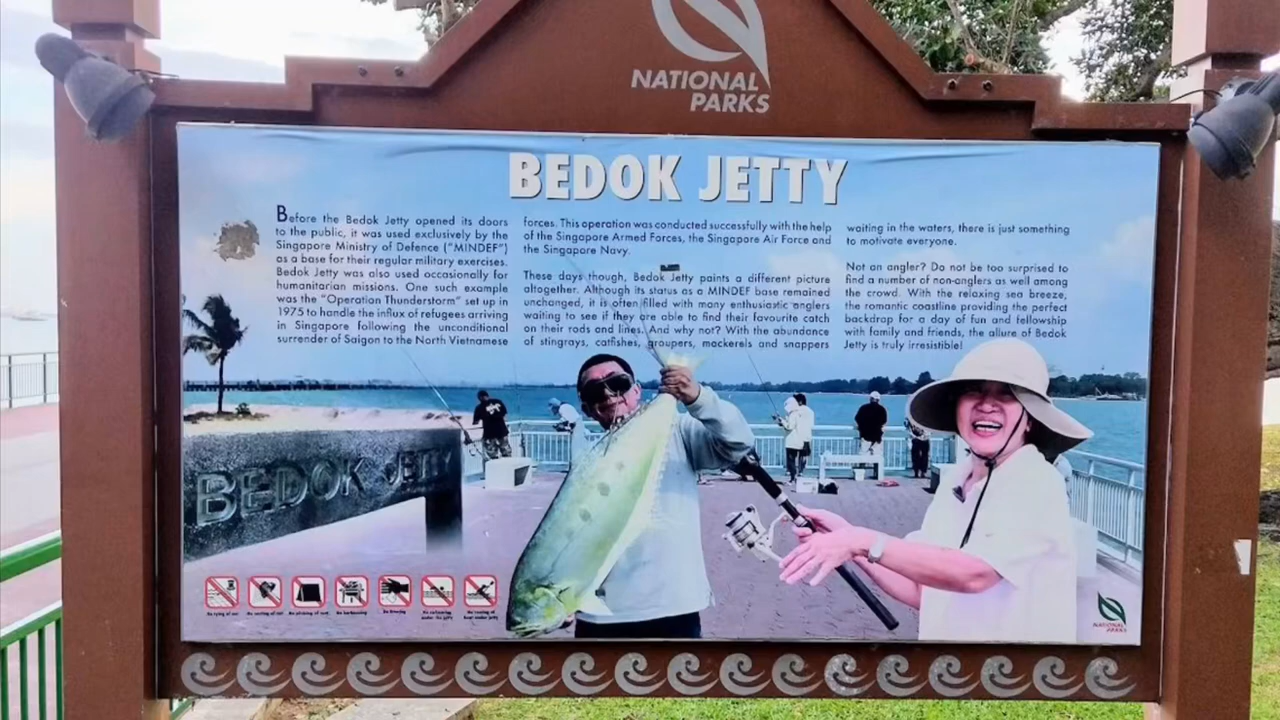 NATIONAL
PARKS
BEDOK JETTY
Before the Bedok Jetty opened its doors
to the public, it was used exclusively by the
Singapore Ministry of Defence ("MINDEF")
as a base for their regular military exercises.
Bedok Jetty was also used occasionally for
humanitarian missions. One such example
was the "Operation Thunderstorm" set up in
1975 to handle the influx of refugees arriving
in Singapore following the unconditional
surrender of Saigon to the North Vietnamese
forces. This operation was conducted successfully with the help
of the Singapore Armed Forces, the Singapore Air Force and
the Singapore Navy.
These days though, Bedok Jetty paints a different picture
altogether. Although its status as a MINDEF base remained
unchanged, it is often filled with many enthusiastic anglers
waiting to see if they are able to find their favourite catch
on their rods and lines. And why not? With the abundance
of stingrays, catfishes, groupers, mackerels and snappers
waiting in the waters, there is just something
to motivate everyone.
Not an angler? Do not be too surprised to
find a number of non-anglers as well among
the crowd. With the relaxing sea breeze,
the romantic coastline providing the perfect
backdrop for a day of fun and fellowship
with family and friends, the allure of Bedok
Jetty is truly irresistible!
BEDOK JETTY
NATIONAL
PARKS